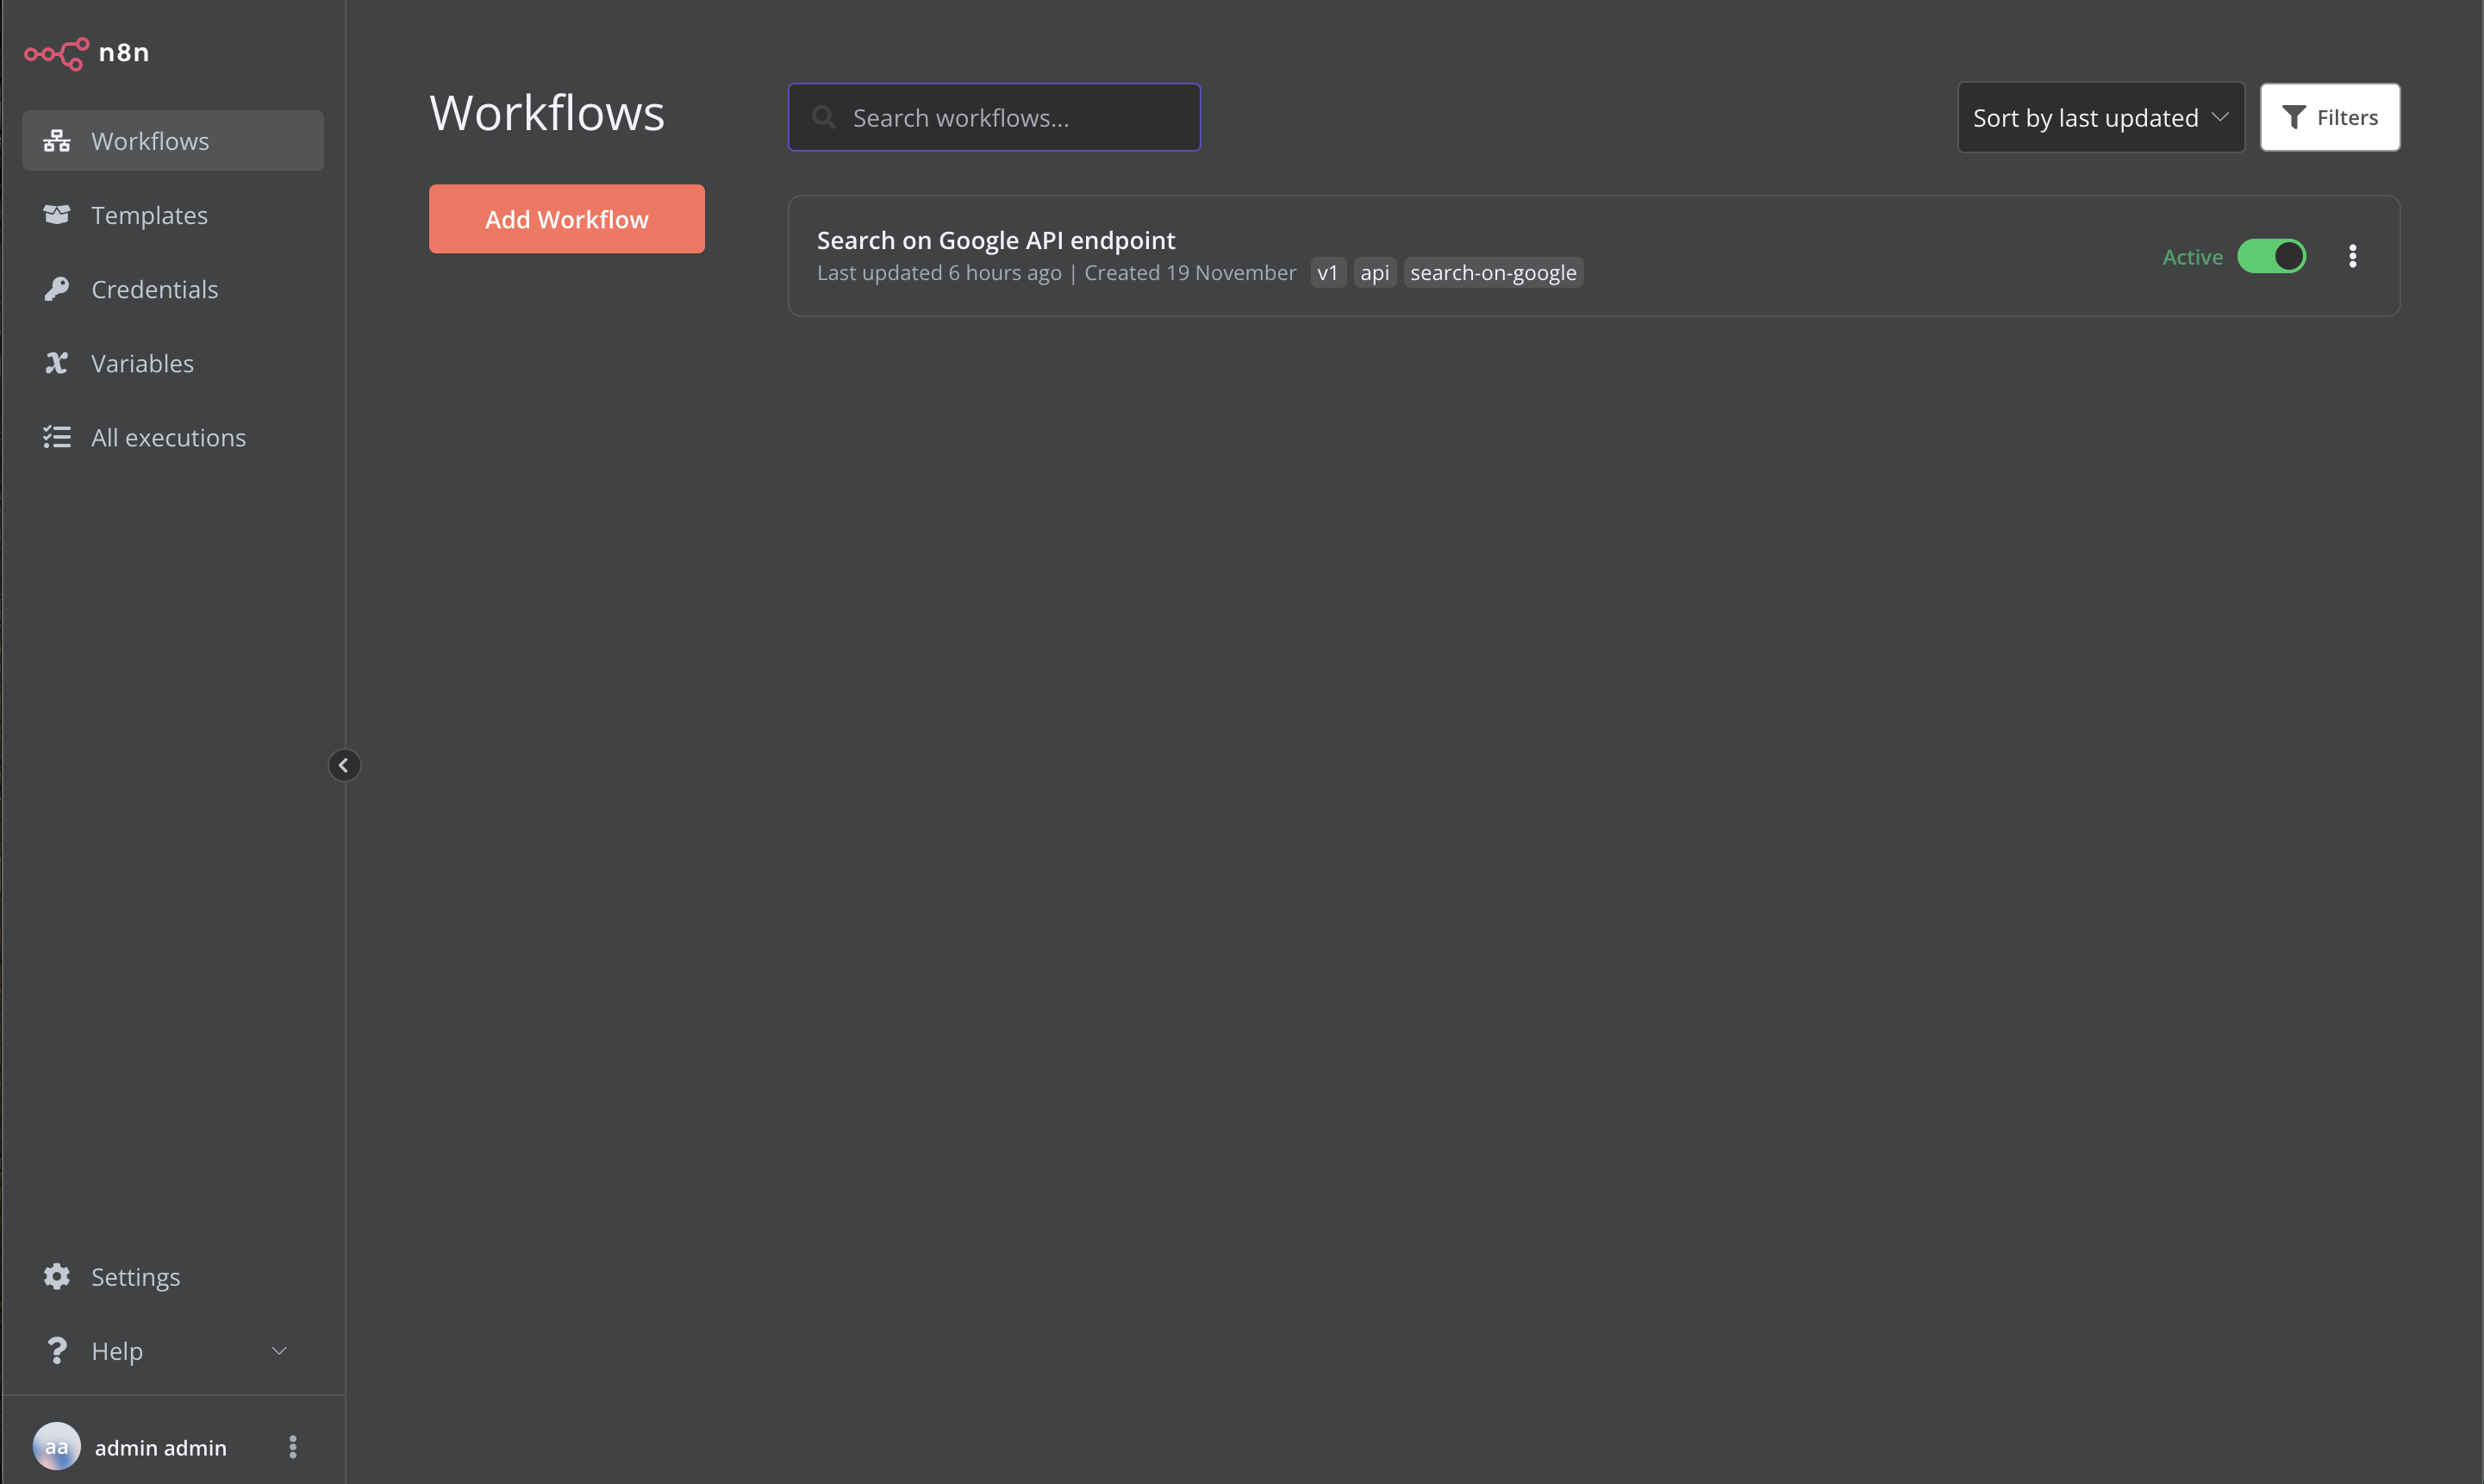 n8n
Workflows
Templates
Credentials
Variables
All executions
Settings
Help
aa admin admin
Workflows
Add Workflow
Search workflows...
Sort by last updated
Filters
Search on Google API endpoint
Last updated 6 hours ago | Created 19 November v1 api search-on-google
Active